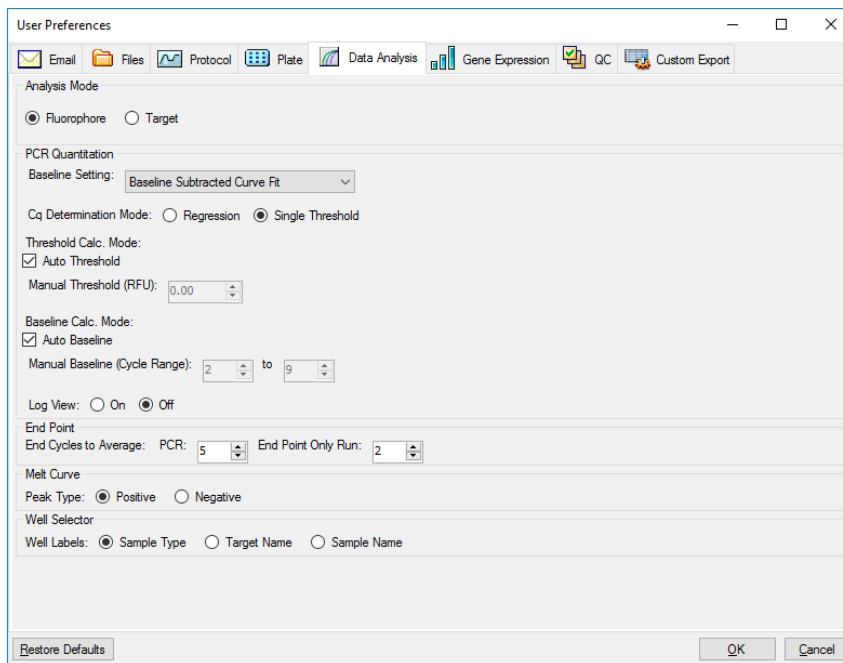 User Preferences
Email Files Protocol Plate Data Analysis Gene Expression QC Custom Export
Analysis Mode
Fluorophore Target
PCR Quantitation
Baseline Setting: Baseline Subtracted Curve Fit
Cq Determination Mode: Regression Single Threshold
Threshold Calc. Mode:
Auto Threshold
Manual Threshold (RFU): 0.00
Baseline Calc. Mode:
Auto Baseline
Manual Baseline (Cycle Range): 2 to 9
Log View: On Off
End Point
End Cycles to Average: PCR: 5 End Point Only Run: 2
Melt Curve
Peak Type: Positive Negative
Well Selector
Well Labels: Sample Type Target Name Sample Name
Restore Defaults OK Cancel